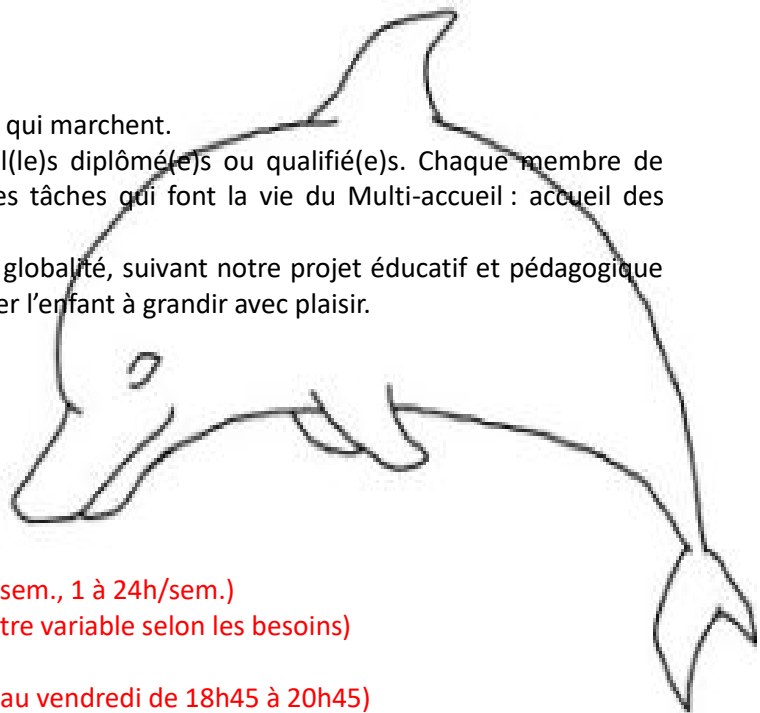 qui marchent.
l(le)s diplômé(e)s ou qualifié(e)s. Chaque membre de
es tâches qui font la vie du Multi-accueil : accueil des
globalité, suivant notre projet éducatif et pédagogique
er l’enfant à grandir avec plaisir.
sem., 1 à 24h/sem.)
tre variable selon les besoins)
au vendredi de 18h45 à 20h45)